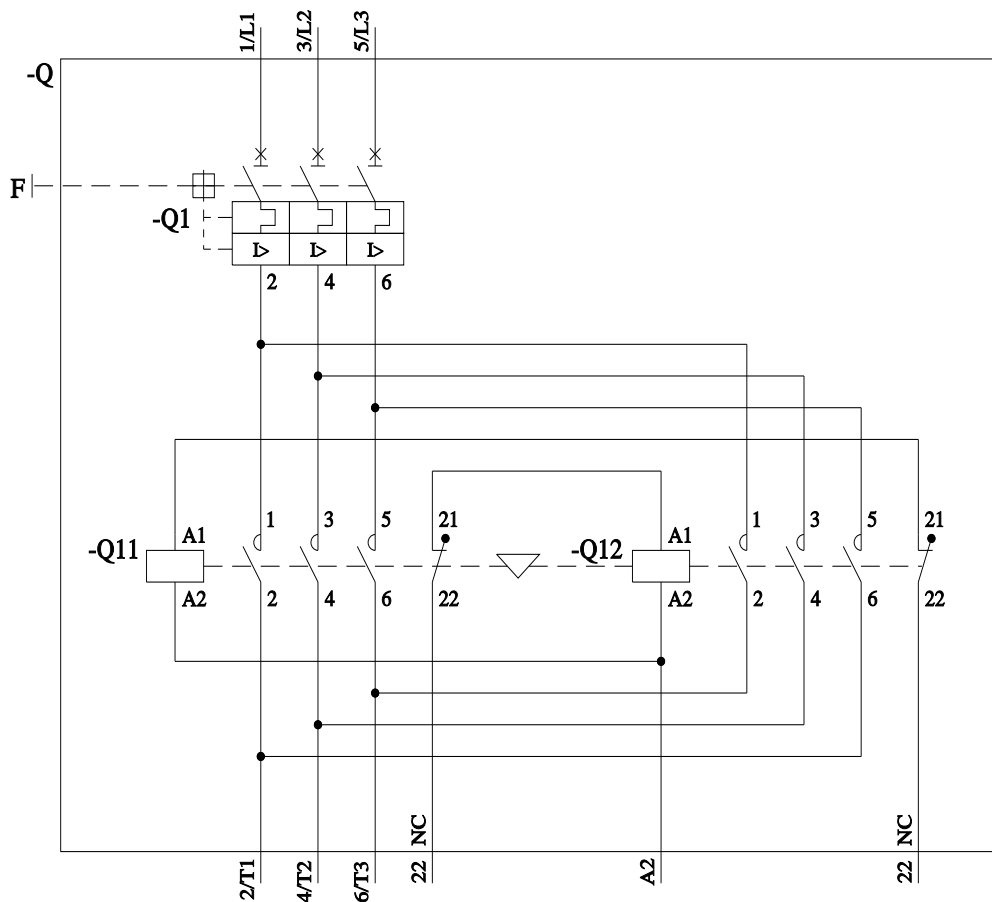 1/L1 3/L2 5/L3
-Q
F
-Q1
I> I> I>
2 4 6
1 3 5 21 1 3 5 21
-Q11 A1 -Q12 A1
A2 2 4 6 22 A2 2 4 6 22
NC NC
2/T1 4/T2 6/T3 22 A2 22